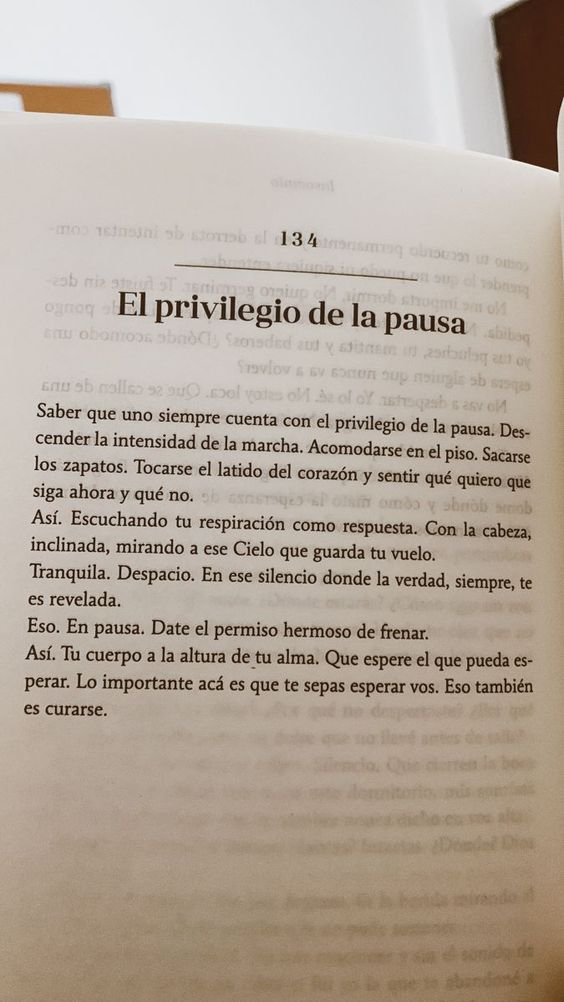 134
El privilegio de la pausa
Saber que uno siempre cuenta con el privilegio de la pausa. Des-
cender la intensidad de la marcha. Acomodarse en el piso. Sacarse
los zapatos. Tocarse el latido del corazón y sentir qué quiero que
siga ahora y qué no.
Así. Escuchando tu respiración como respuesta. Con la cabeza,
inclinada, mirando a ese Cielo que guarda tu vuelo.
Tranquila. Despacio. En ese silencio donde la verdad, siempre, te
es revelada.
Eso. En pausa. Date el permiso hermoso de frenar.
Así. Tu cuerpo a la altura de tu alma. Que espere el que pueda es-
perar. Lo importante acá es que te sepas esperar vos. Eso también
es curarse.